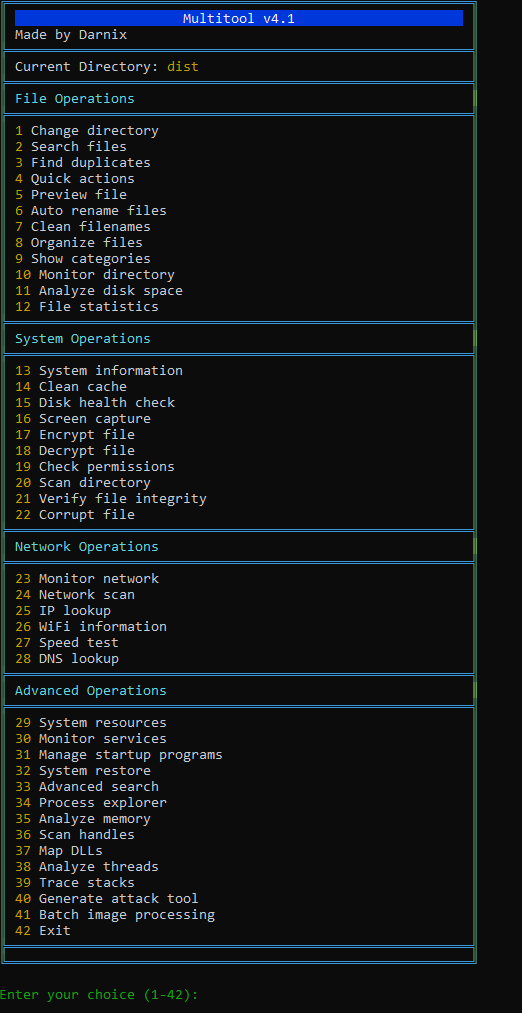 Multitool v4.1
Made by Darnix
Current Directory: dist
File Operations
1 Change directory
2 Search files
3 Find duplicates
4 Quick actions
5 Preview file
6 Auto rename files
7 Clean filenames
8 Organize files
9 Show categories
10 Monitor directory
11 Analyze disk space
12 File statistics
System Operations
13 System information
14 Clean cache
15 Disk health check
16 Screen capture
17 Encrypt file
18 Decrypt file
19 Check permissions
20 Scan directory
21 Verify file integrity
22 Corrupt file
Network Operations
23 Monitor network
24 Network scan
25 IP lookup
26 WiFi information
27 Speed test
28 DNS lookup
Advanced Operations
29 System resources
30 Monitor services
31 Manage startup programs
32 System restore
33 Advanced search
34 Process explorer
35 Analyze memory
36 Scan handles
37 Map DLLs
38 Analyze threads
39 Trace stacks
40 Generate attack tool
41 Batch image processing
42 Exit
Enter your choice (1-42):